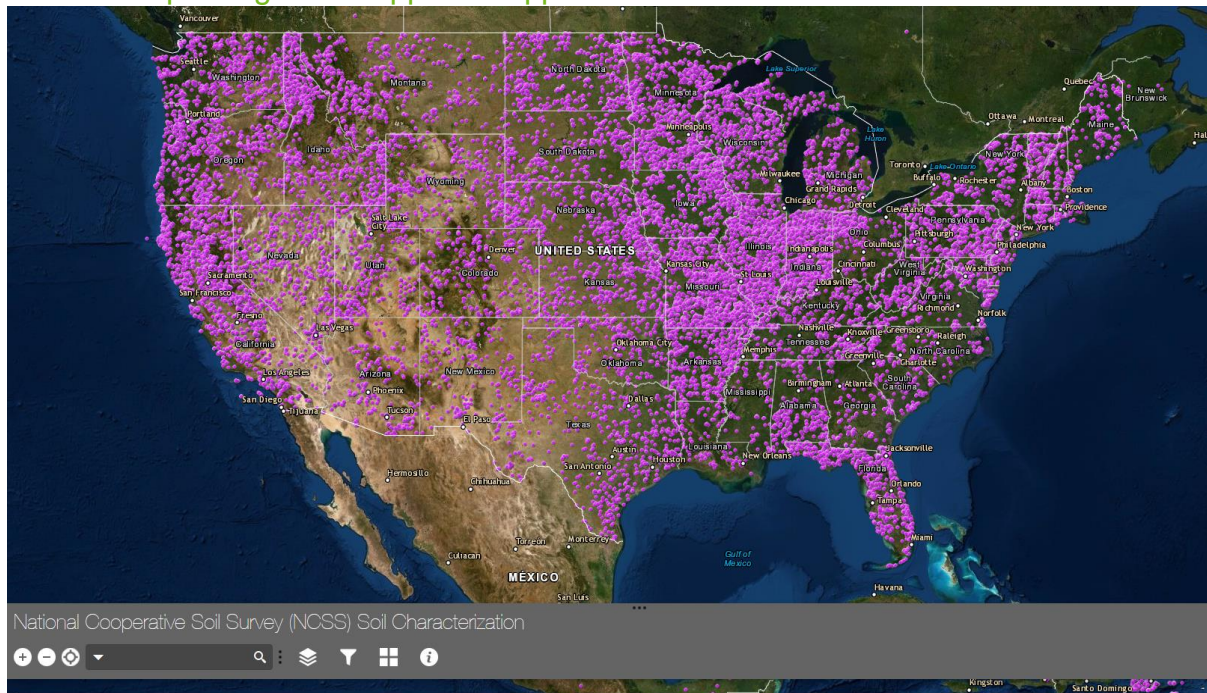 Vancouver
Seattle
Washington
Portland
Oregon
Idaho
Montana
North Dakota
South Dakota
Wyoming
Nebraska
Minnesota
Minneapolis
Wisconsin
Lake Superior
Lake
Huron
Milwaukee
Michigan
Grand Rapids
Detroit
Chicago
Iowa
Quebec
New
Brunswick
Ottawa
Montreal
Maine
Hal
Toronto
Lake Ontario
New York
Buffalo
Rochester
Albany
Boston
Providence
Cleveland
Pennsylvania
New York
Pittsburgh
Philadelphia
Ohio
Columbus
Illinois
Indianapolis
Indiana
Cincinnati
West
Virginia
Washington
Salt Lake
City
Nevada
Utah
Denver
Colorado
UNITED STATES
Kansas
Kansas City
St Louis
Missouri
Louisville
Kentucky
Virginia
Richmond
Norfolk
Sacramento
San Francisco
Fresno
California
Las Vegas
Los Angeles
San Diego
Tijuana
Arizona
Phoenix
Tucson
New Mexico
El Paso
Oklahoma City
Oklahoma
Arkansas
Memphis
Nashville
Tennessee
Knoxville
Greensboro
Raleigh
North Carolina
Greenville
Charlotte
South
Carolina
Dallas
Texas
Mississippi
Birmingham
Atlanta
Alabama
Georgia
Austin
Houston
San Antonio
Louisiana
New Orleans
Jacksonville
Florida
Orlando
Tampa
Miami
Hermosillo
Chihuahua
Culiacan
Torreon
Monterrey
MÉXICO
San Luis
Gulf of
Mexico
Havana
National Cooperative Soil Survey (NCSS) Soil Characterization
Kingston
Santo Domingo